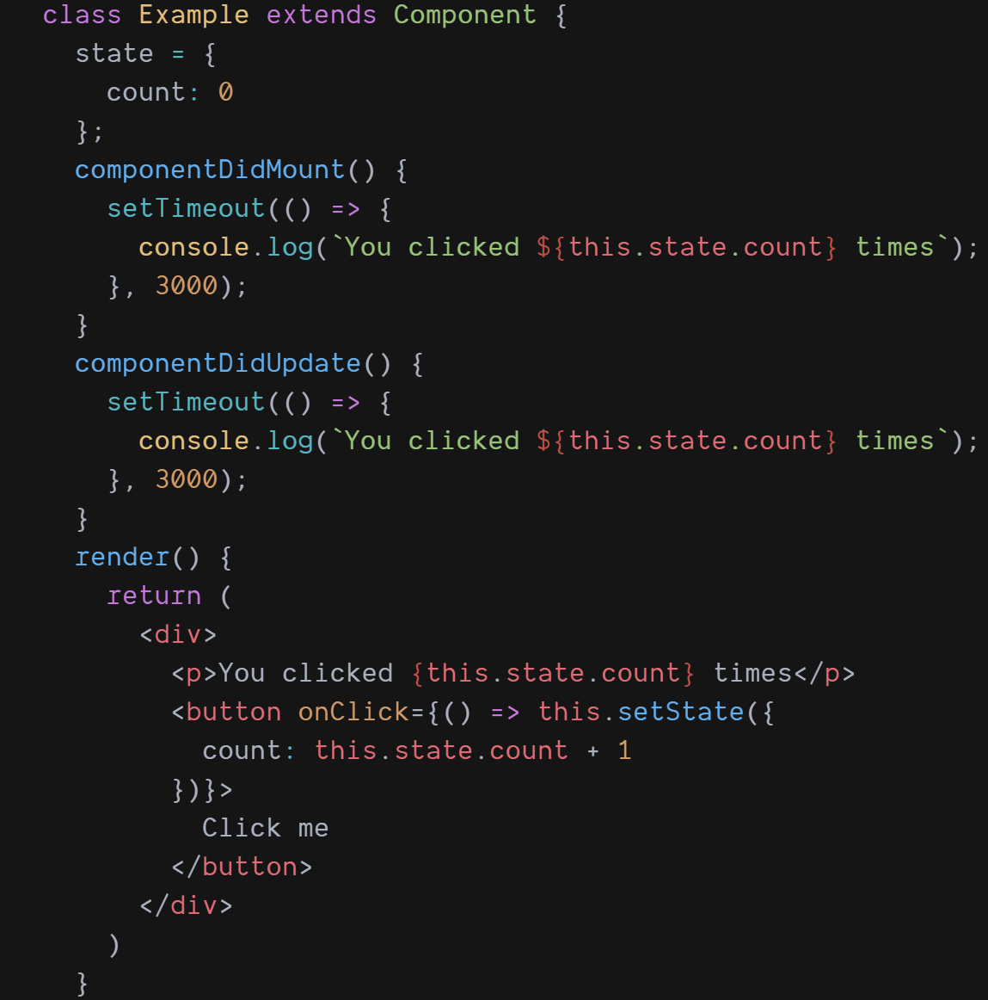 class Example extends Component {
  state = {
    count: 0
  };
  componentDidMount() {
    setTimeout(() => {
      console.log(`You clicked ${this.state.count} times`);
    }, 3000);
  }
  componentDidUpdate() {
    setTimeout(() => {
      console.log(`You clicked ${this.state.count} times`);
    }, 3000);
  }
  render() {
    return (
      <div>
        <p>You clicked {this.state.count} times</p>
        <button onClick={() => this.setState({
          count: this.state.count + 1
        })}>
          Click me
        </button>
      </div>
    )
  }